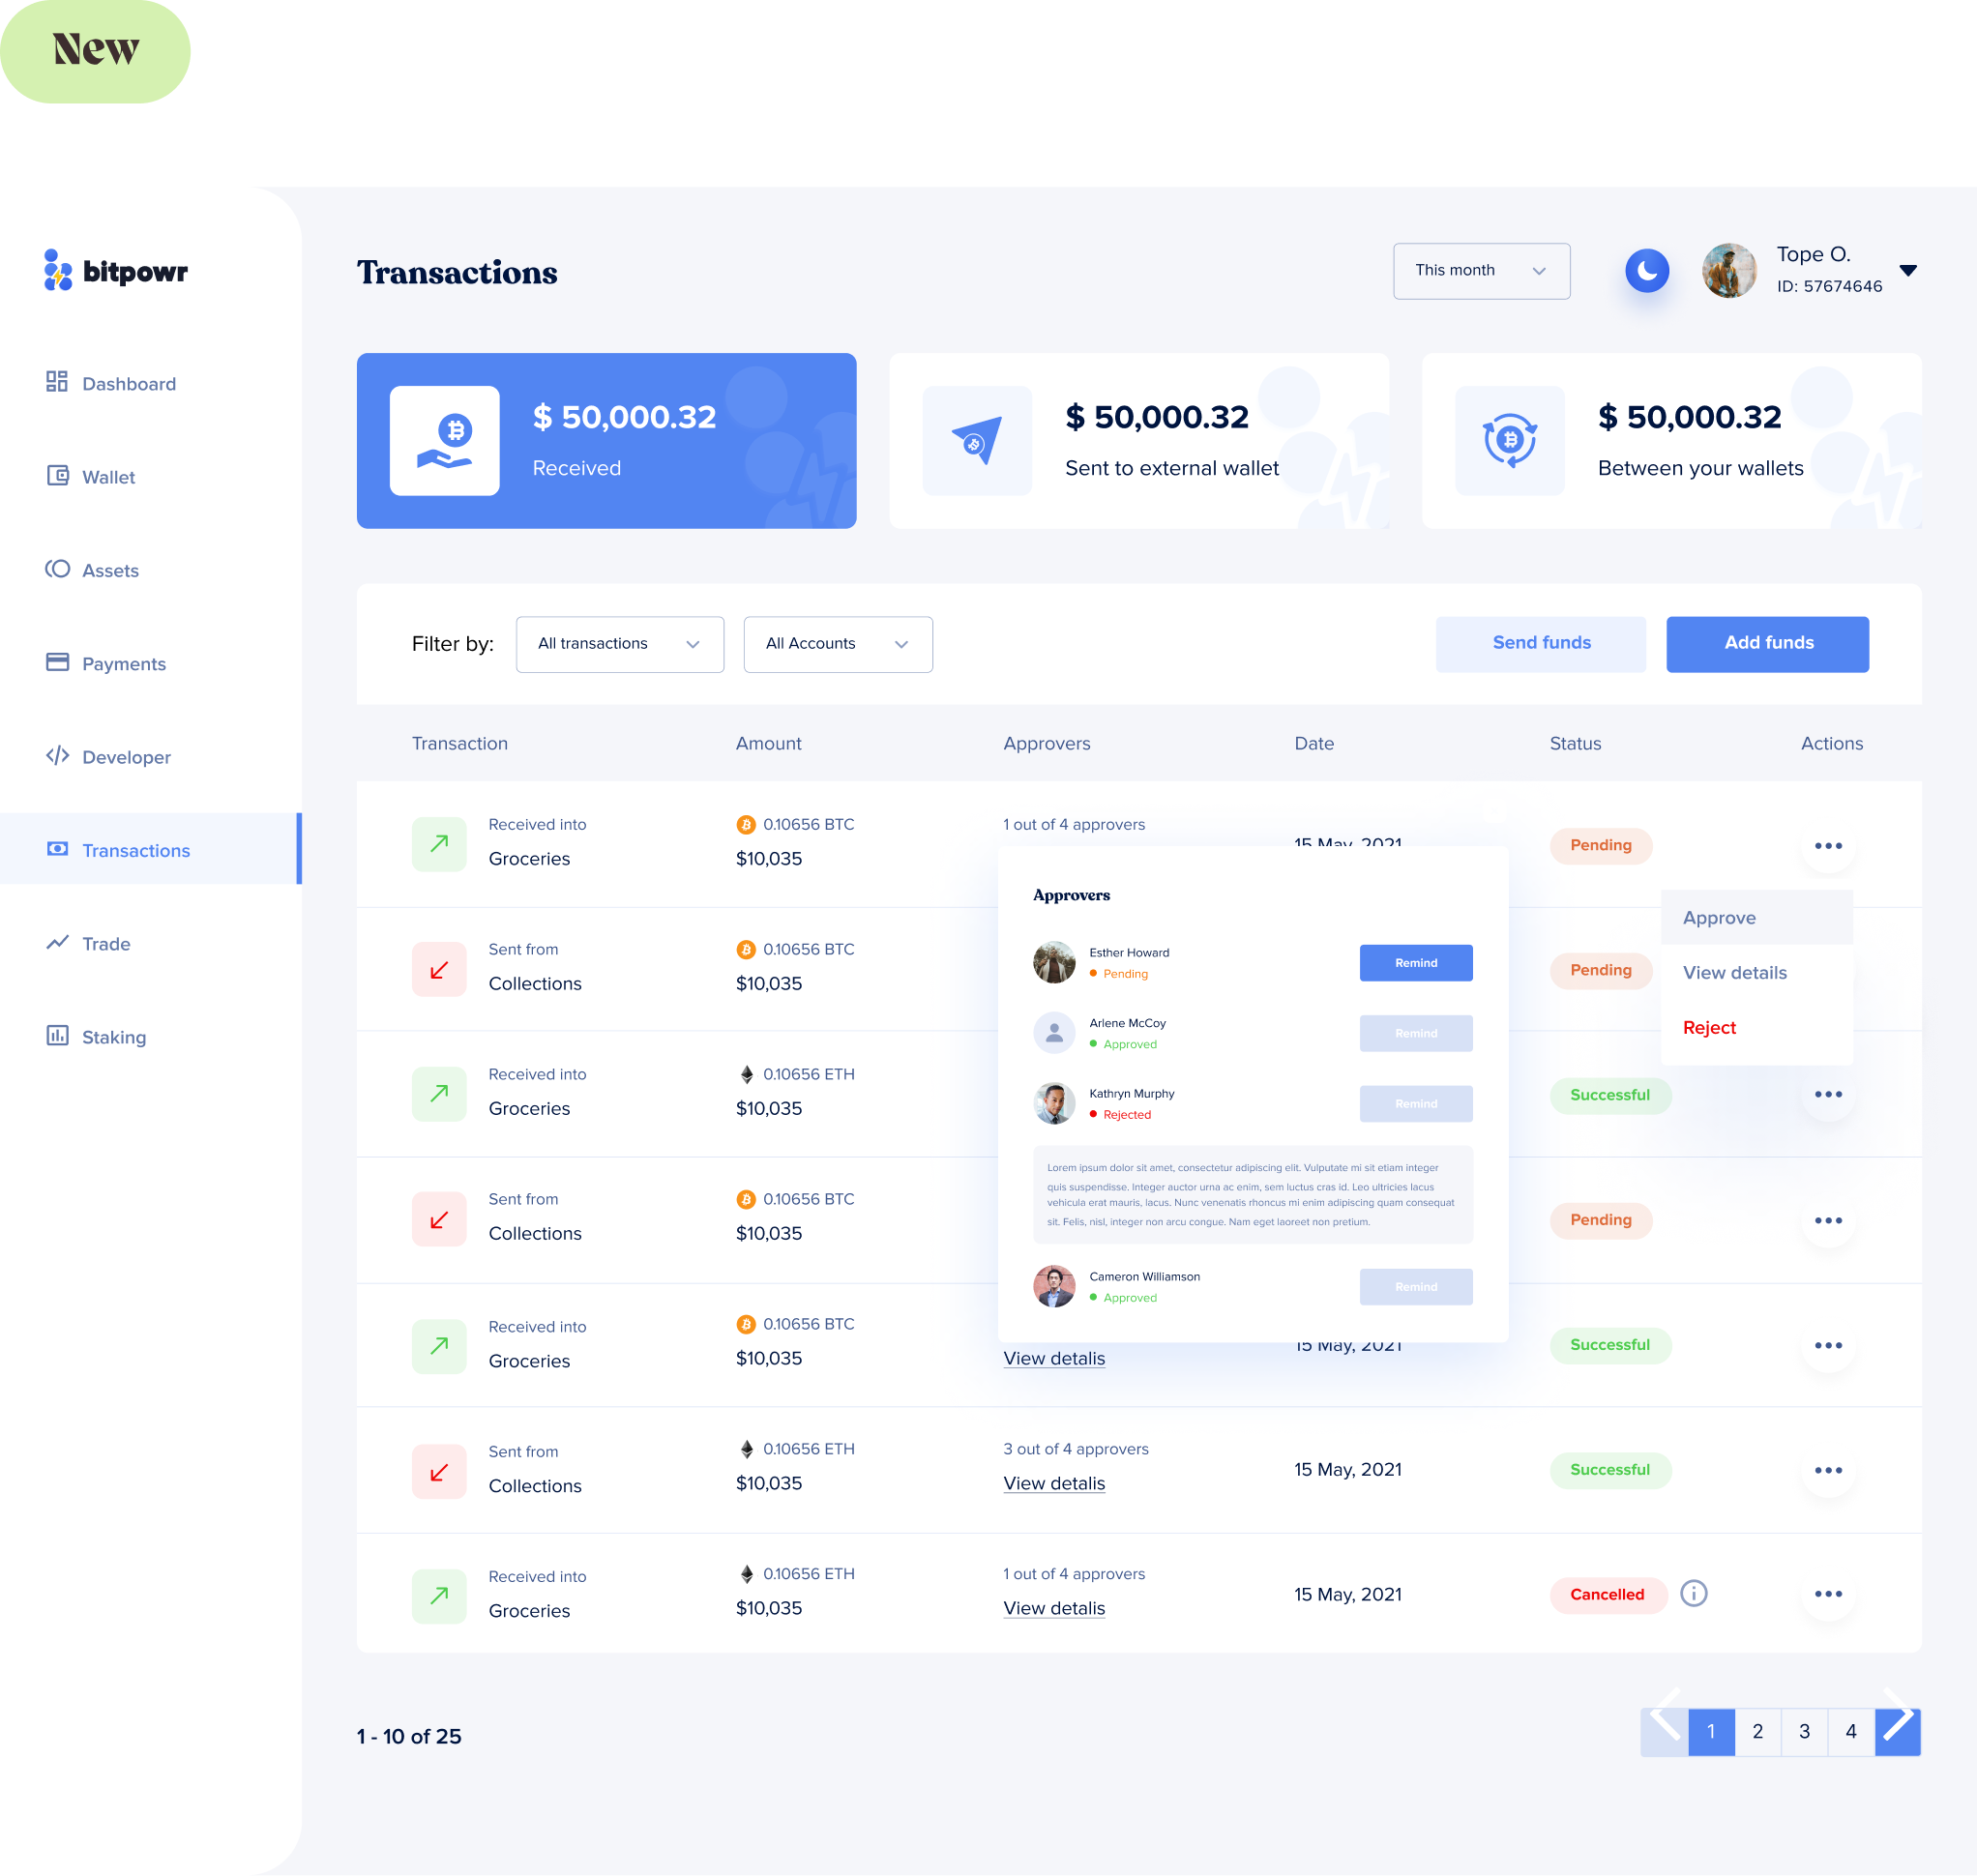 New
bitpowr
Dashboard
Wallet
Assets
Payments
Developer
Transactions
Trade
Staking
Transactions
This month
Tope O.
ID: 57674646
$ 50,000.32
Received
$ 50,000.32
Sent to external wallet
$ 50,000.32
Between your wallets
Filter by:
All transactions
All Accounts
Send funds
Add funds
Transaction
Amount
Approvers
Date
Status
Actions
Received into
Groceries
0.10656 BTC
$10,035
1 out of 4 approvers
15 May, 2021
Pending
Sent from
Collections
0.10656 BTC
$10,035
Pending
Received into
Groceries
0.10656 ETH
$10,035
Successful
Sent from
Collections
0.10656 BTC
$10,035
Pending
Received into
Groceries
0.10656 BTC
$10,035
View detalis
15 May, 2021
Successful
Sent from
Collections
0.10656 ETH
$10,035
3 out of 4 approvers
View detalis
15 May, 2021
Successful
Received into
Groceries
0.10656 ETH
$10,035
1 out of 4 approvers
View detalis
15 May, 2021
Cancelled
Approvers
Esther Howard
Pending
Remind
Arlene McCoy
Approved
Remind
Kathryn Murphy
Rejected
Remind
Lorem ipsum dolor sit amet, consectetur adipiscing elit. Vulputate mi sit etiam integer
quis suspendisse. Integer auctor urna ac enim, sem luctus cras id. Leo ultricies lacus
vehicula erat mauris, lacus. Nunc venenatis rhoncus mi enim adipiscing quam consequat
sit. Felis, nisl, integer non arcu congue. Nam eget laoreet non pretium.
Cameron Williamson
Approved
Remind
Approve
View details
Reject
1 - 10 of 25
1
2
3
4